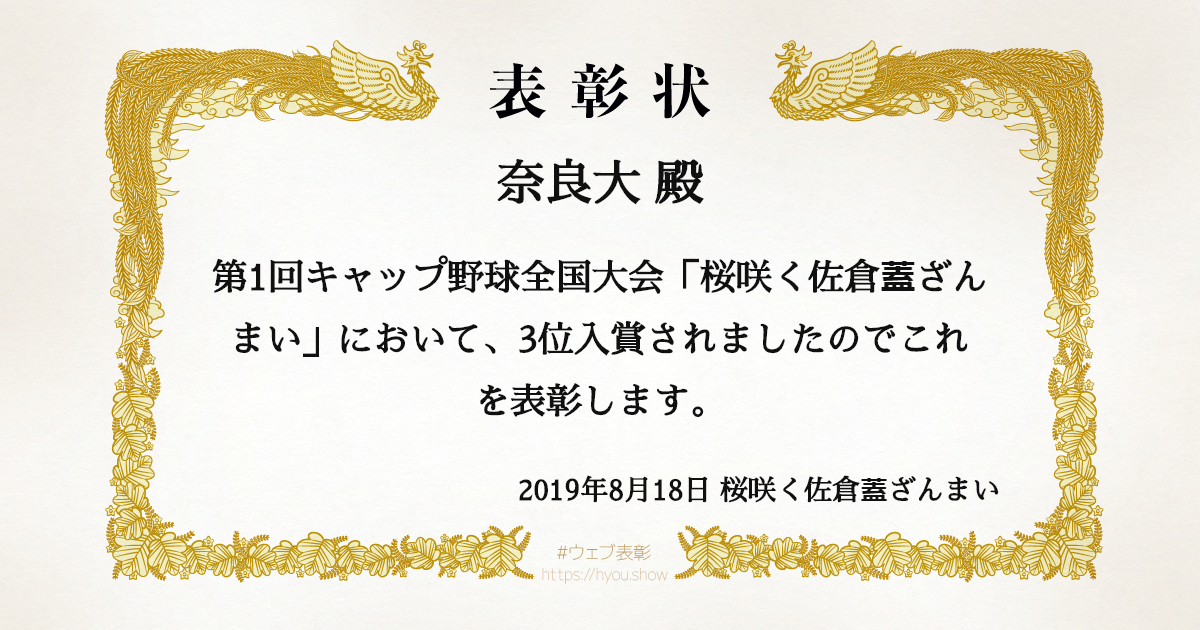 表彰状
奈良大 殿
第1回キャップ野球全国大会「桜咲く佐倉蓋ざん
まい」において、3位入賞されましたのでこれ
を表彰します。
2019年8月18日 桜咲く佐倉蓋ざんまい
#ウェブ表彰
https://hyou.show